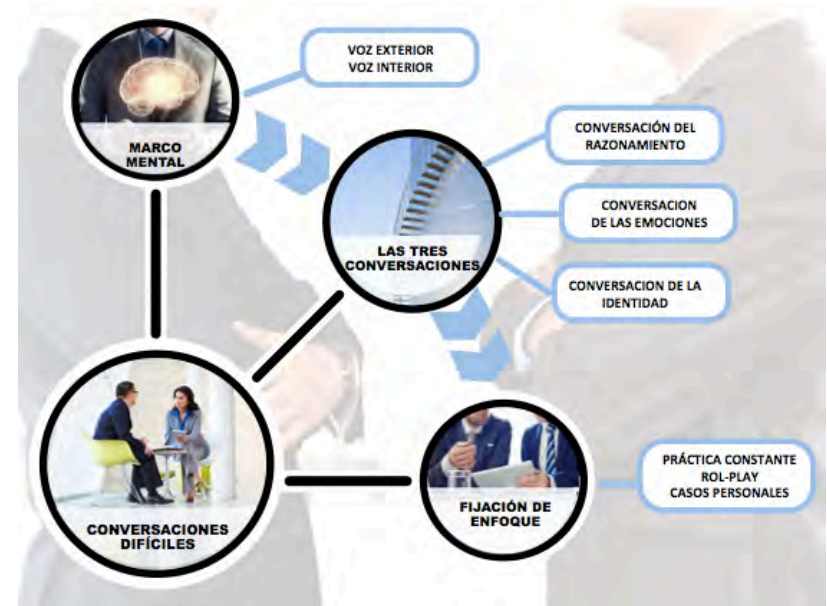 VOZ EXTERIOR
VOZ INTERIOR
MARCO
MENTAL
CONVERSACIÓN DEL
RAZONAMIENTO
CONVERSACION
DE LAS EMOCIONES
LAS TRES
CONVERSACIONES
CONVERSACION DE LA
IDENTIDAD
CONVERSACIONES
DIFÍCILES
FIJACIÓN DE
ENFOQUE
PRÁCTICA CONSTANTE
ROL-PLAY
CASOS PERSONALES